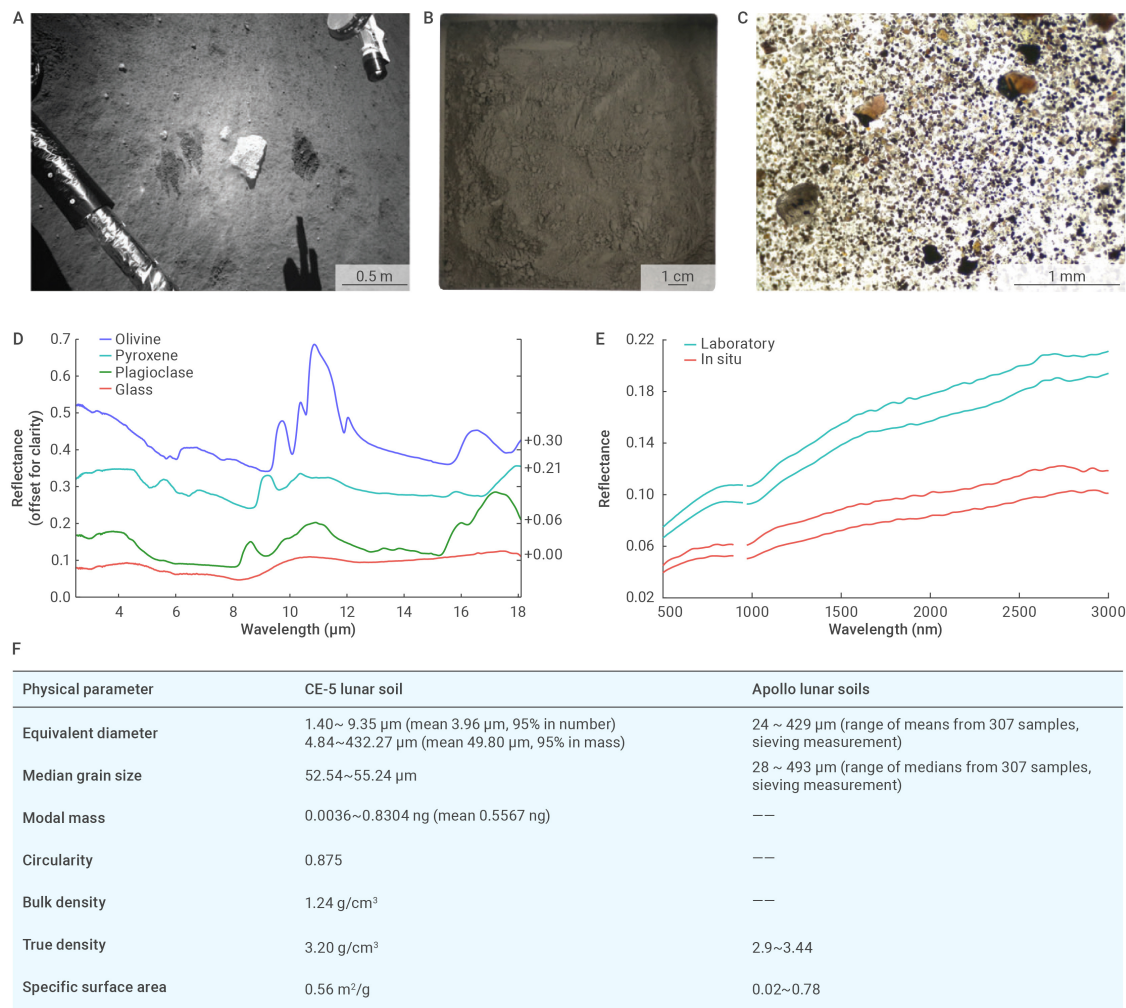 A
B
C
0.5 m
1 cm
1 mm
D
0.7
0.6
0.5
0.4
0.3
0.2
0.1
0.0
Reflectance
(offset for clarity)
Olivine
Pyroxene
Plagioclase
Glass
+0.30
+0.21
+0.06
+0.00
4 6 8 10 12 14 16 18
Wavelength (μm)
E
0.22
0.18
0.14
0.10
0.06
0.02
Reflectance
Laboratory
In situ
500 1000 1500 2000 2500 3000
Wavelength (nm)
F
Physical parameter CE-5 lunar soil Apollo lunar soils
Equivalent diameter
1.40~ 9.35 μm (mean 3.96 μm, 95% in number)
4.84~432.27 μm (mean 49.80 μm, 95% in mass)
24 ~ 429 μm (range of means from 307 samples,
sieving measurement)
Median grain size
52.54~55.24 μm
28 ~ 493 μm (range of medians from 307 samples,
sieving measurement)
Modal mass 0.0036~0.8304 ng (mean 0.5567 ng) ——
Circularity 0.875 ——
Bulk density 1.24 g/cm³ ——
True density 3.20 g/cm³ 2.9~3.44
Specific surface area 0.56 m²/g 0.02~0.78